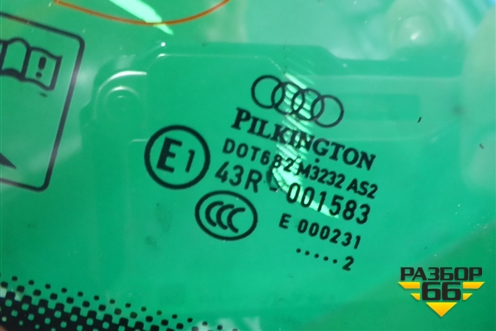 PILKINGTON
DOT682 M3232 AS2
E1
43R - 001583
CCC
E 000231
..... 2
РАЗБОР
66